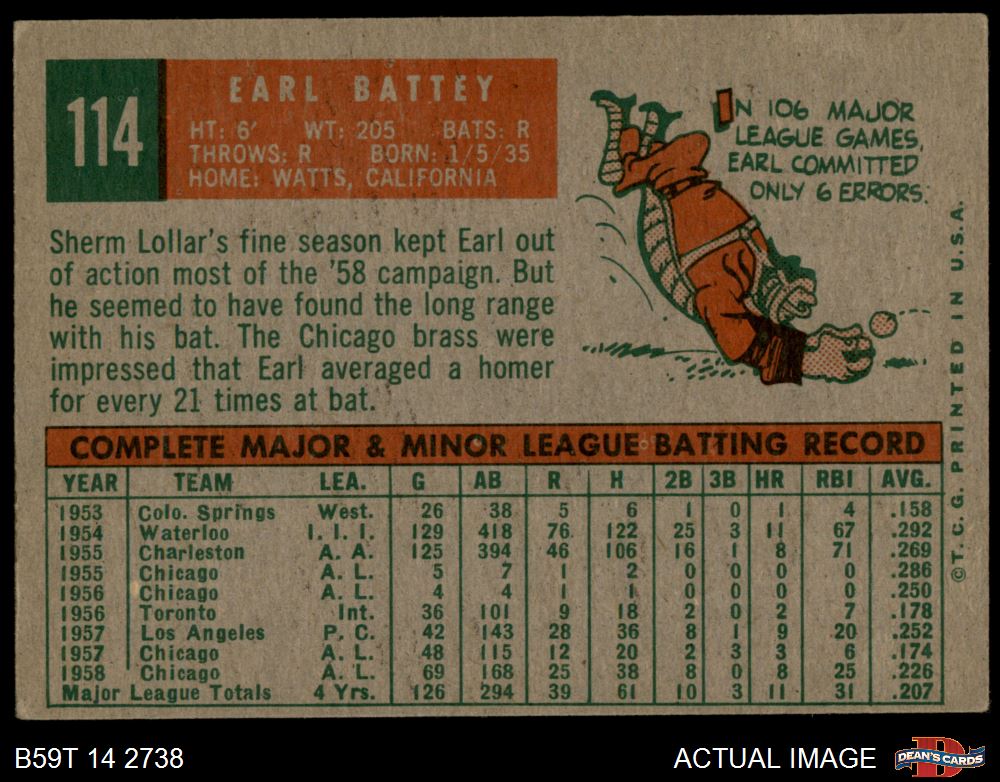 114
EARL BATTEY
HT: 6' WT: 205 BATS: R
THROWS: R BORN: 1/5/35
HOME: WATTS, CALIFORNIA
IN 106 MAJOR
LEAGUE GAMES,
EARL COMMITTED
ONLY 6 ERRORS.
Sherm Lollar's fine season kept Earl out
of action most of the '58 campaign. But
he seemed to have found the long range
with his bat. The Chicago brass were
impressed that Earl averaged a homer
for every 21 times at bat.
COMPLETE MAJOR & MINOR LEAGUE BATTING RECORD
YEAR TEAM LEA. G AB R H 2B 3B HR RBI AVG.
1953 Colo. Springs West. 26 38 5 6 1 0 1 4 .158
1954 Waterloo I. I. I. 129 418 76 122 25 3 11 67 .292
1955 Charleston A. A. 125 394 46 106 16 1 8 71 .269
1955 Chicago A. L. 5 7 1 2 0 0 0 0 .286
1956 Chicago A. L. 4 4 1 1 0 0 0 0 .250
1956 Toronto Int. 36 101 9 18 2 0 2 7 .178
1957 Los Angeles P. C. 42 143 28 36 8 1 9 20 .252
1957 Chicago A. L. 48 115 12 20 2 3 3 6 .174
1958 Chicago A. L. 69 168 25 38 8 0 8 25 .226
Major League Totals 4 Yrs. 126 294 39 61 10 3 11 31 .207
©T. C. G. PRINTED IN U.S.A.
B59T 14 2738
ACTUAL IMAGE
D
DEAN'S CARDS